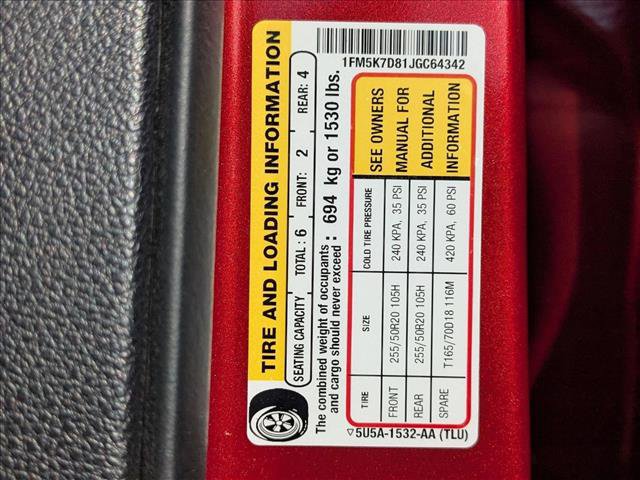 1FM5K7D81JGC64342
TIRE AND LOADING INFORMATION
SEATING CAPACITY TOTAL : 6 FRONT: 2 REAR: 4
The combined weight of occupants : 694 kg or 1530 lbs.
and cargo should never exceed :
TIRE SIZE COLD TIRE PRESSURE SEE OWNERS
FRONT 255/50R20 105H 240 KPA, 35 PSI MANUAL FOR
REAR 255/50R20 105H 240 KPA, 35 PSI ADDITIONAL
SPARE T165/70D18 116M 420 KPA, 60 PSI INFORMATION
▽5U5A-1532-AA (TLU)